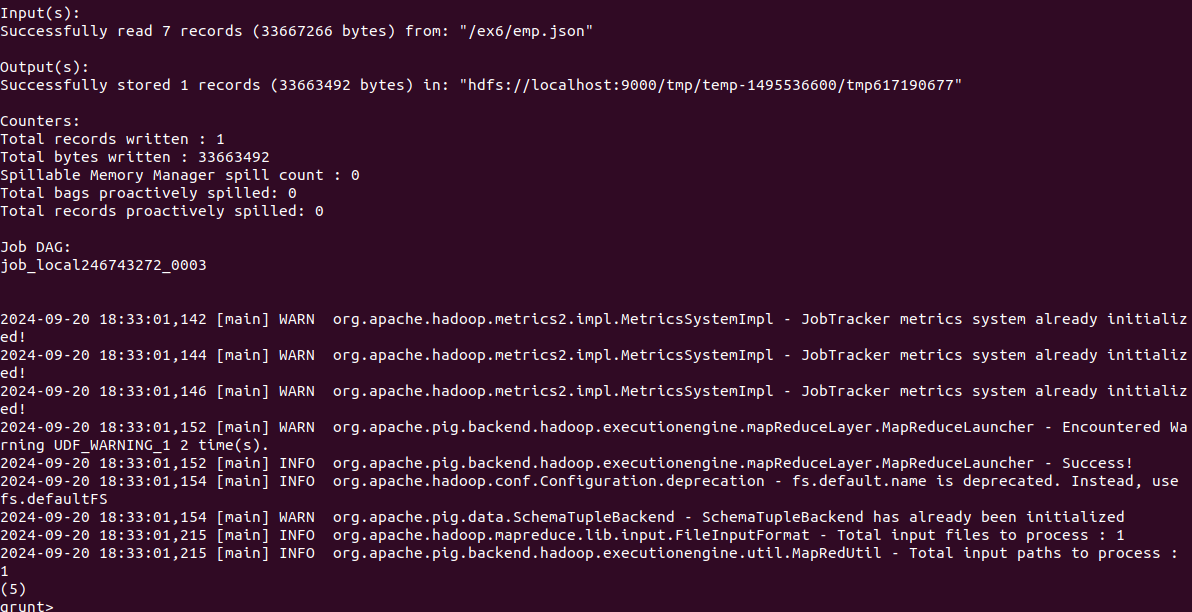 Input(s):
Successfully read 7 records (33667266 bytes) from: "/ex6/emp.json"
Output(s):
Successfully stored 1 records (33663492 bytes) in: "hdfs://localhost:9000/tmp/temp-1495536600/tmp617190677"
Counters:
Total records written : 1
Total bytes written : 33663492
Spillable Memory Manager spill count : 0
Total bags proactively spilled: 0
Total records proactively spilled: 0
Job DAG:
job_local246743272_0003
2024-09-20 18:33:01,142 [main] WARN  org.apache.hadoop.metrics2.impl.MetricsSystemImpl - JobTracker metrics system already initializ
ed!
2024-09-20 18:33:01,144 [main] WARN  org.apache.hadoop.metrics2.impl.MetricsSystemImpl - JobTracker metrics system already initializ
ed!
2024-09-20 18:33:01,146 [main] WARN  org.apache.hadoop.metrics2.impl.MetricsSystemImpl - JobTracker metrics system already initializ
ed!
2024-09-20 18:33:01,152 [main] WARN  org.apache.pig.backend.hadoop.executionengine.mapReduceLayer.MapReduceLauncher - Encountered Wa
rning UDF_WARNING_1 2 time(s).
2024-09-20 18:33:01,152 [main] INFO  org.apache.pig.backend.hadoop.executionengine.mapReduceLayer.MapReduceLauncher - Success!
2024-09-20 18:33:01,154 [main] INFO  org.apache.hadoop.conf.Configuration.deprecation - fs.default.name is deprecated. Instead, use
fs.defaultFS
2024-09-20 18:33:01,154 [main] WARN  org.apache.pig.data.SchemaTupleBackend - SchemaTupleBackend has already been initialized
2024-09-20 18:33:01,215 [main] INFO  org.apache.hadoop.mapreduce.lib.input.FileInputFormat - Total input files to process : 1
2024-09-20 18:33:01,215 [main] INFO  org.apache.pig.backend.hadoop.executionengine.util.MapRedUtil - Total input paths to process :
1
(5)
grunt>